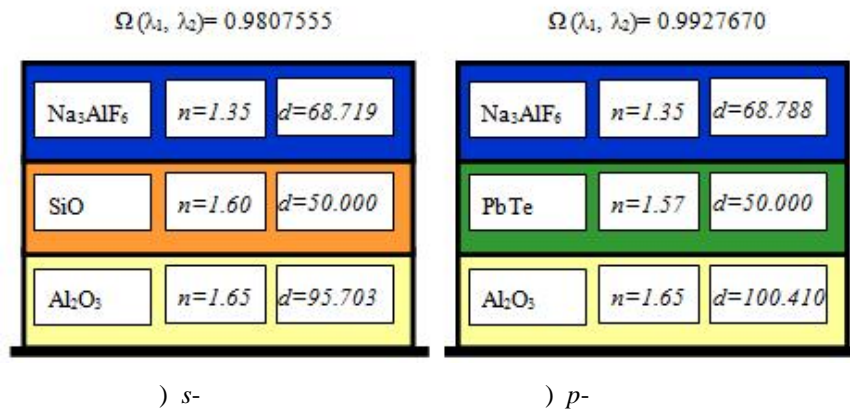 Ω (λ₁, λ₂)= 0.9807555
Na₃AlF₆ n=1.35 d=68.719
SiO n=1.60 d=50.000
Al₂O₃ n=1.65 d=95.703
) s-
Ω (λ₁, λ₂)= 0.9927670
Na₃AlF₆ n=1.35 d=68.788
PbTe n=1.57 d=50.000
Al₂O₃ n=1.65 d=100.410
) p-